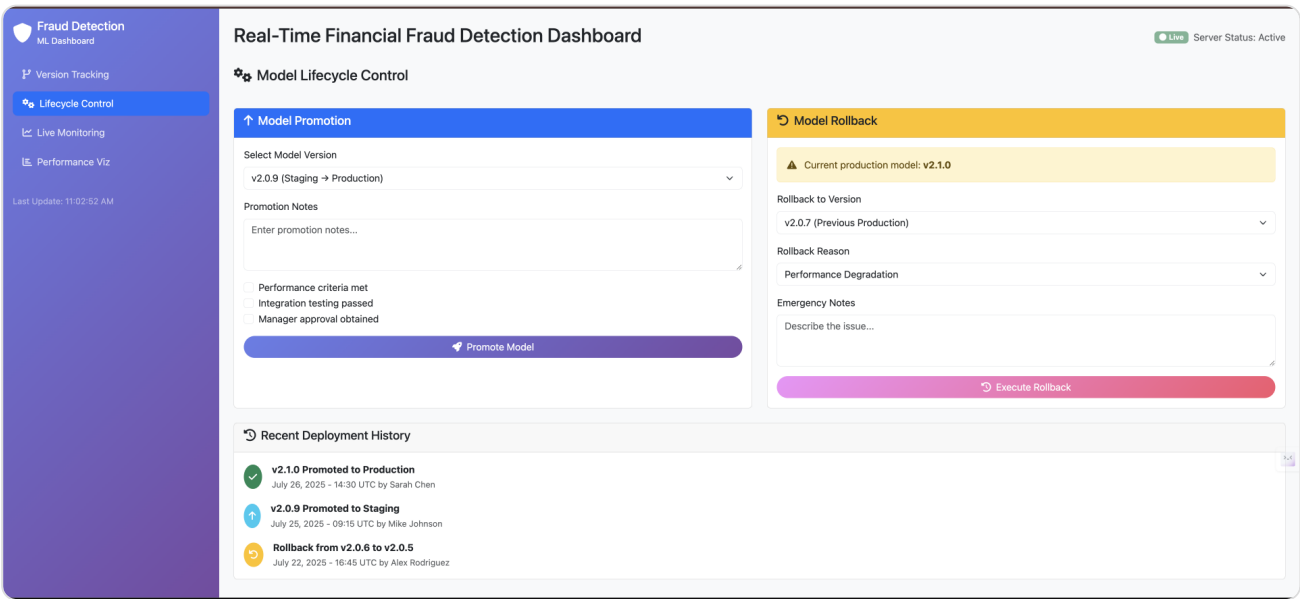 Fraud Detection
ML Dashboard
Version Tracking
Lifecycle Control
Live Monitoring
Performance Viz
Last Update: 11:02:52 AM
Real-Time Financial Fraud Detection Dashboard
Live Server Status: Active
Model Lifecycle Control
Model Promotion
Select Model Version
v2.0.9 (Staging → Production)
Promotion Notes
Enter promotion notes...
Performance criteria met
Integration testing passed
Manager approval obtained
Promote Model
Model Rollback
Current production model: v2.1.0
Rollback to Version
v2.0.7 (Previous Production)
Rollback Reason
Performance Degradation
Emergency Notes
Describe the issue...
Execute Rollback
Recent Deployment History
v2.1.0 Promoted to Production
July 26, 2025 - 14:30 UTC by Sarah Chen
v2.0.9 Promoted to Staging
July 25, 2025 - 09:15 UTC by Mike Johnson
Rollback from v2.0.6 to v2.0.5
July 22, 2025 - 16:45 UTC by Alex Rodriguez